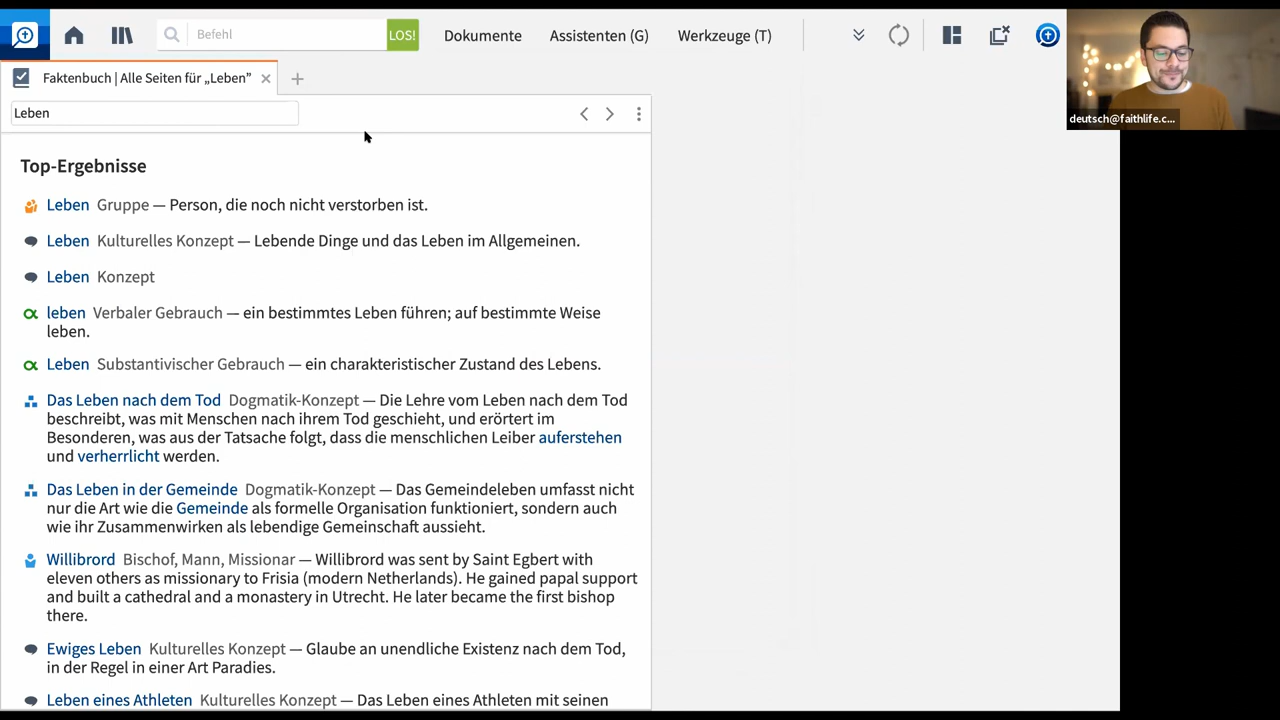 Befehl
LOS!
Dokumente
Assistenten (G)
Werkzeuge (T)
deutsch@faithlife.c...
Faktenbuch | Alle Seiten für „Leben”
Leben
Top-Ergebnisse
Leben Gruppe — Person, die noch nicht verstorben ist.
Leben Kulturelles Konzept — Lebende Dinge und das Leben im Allgemeinen.
Leben Konzept
leben Verbaler Gebrauch — ein bestimmtes Leben führen; auf bestimmte Weise
leben.
Leben Substantivischer Gebrauch — ein charakteristischer Zustand des Lebens.
Das Leben nach dem Tod Dogmatik-Konzept — Die Lehre vom Leben nach dem Tod
beschreibt, was mit Menschen nach ihrem Tod geschieht, und erörtert im
Besonderen, was aus der Tatsache folgt, dass die menschlichen Leiber auferstehen
und verherrlicht werden.
Das Leben in der Gemeinde Dogmatik-Konzept — Das Gemeindeleben umfasst nicht
nur die Art wie die Gemeinde als formelle Organisation funktioniert, sondern auch
wie ihr Zusammenwirken als lebendige Gemeinschaft aussieht.
Willibrord Bischof, Mann, Missionar — Willibrord was sent by Saint Egbert with
eleven others as missionary to Frisia (modern Netherlands). He gained papal support
and built a cathedral and a monastery in Utrecht. He later became the first bishop
there.
Ewiges Leben Kulturelles Konzept — Glaube an unendliche Existenz nach dem Tod,
in der Regel in einer Art Paradies.
Leben eines Athleten Kulturelles Konzept — Das Leben eines Athleten mit seinen